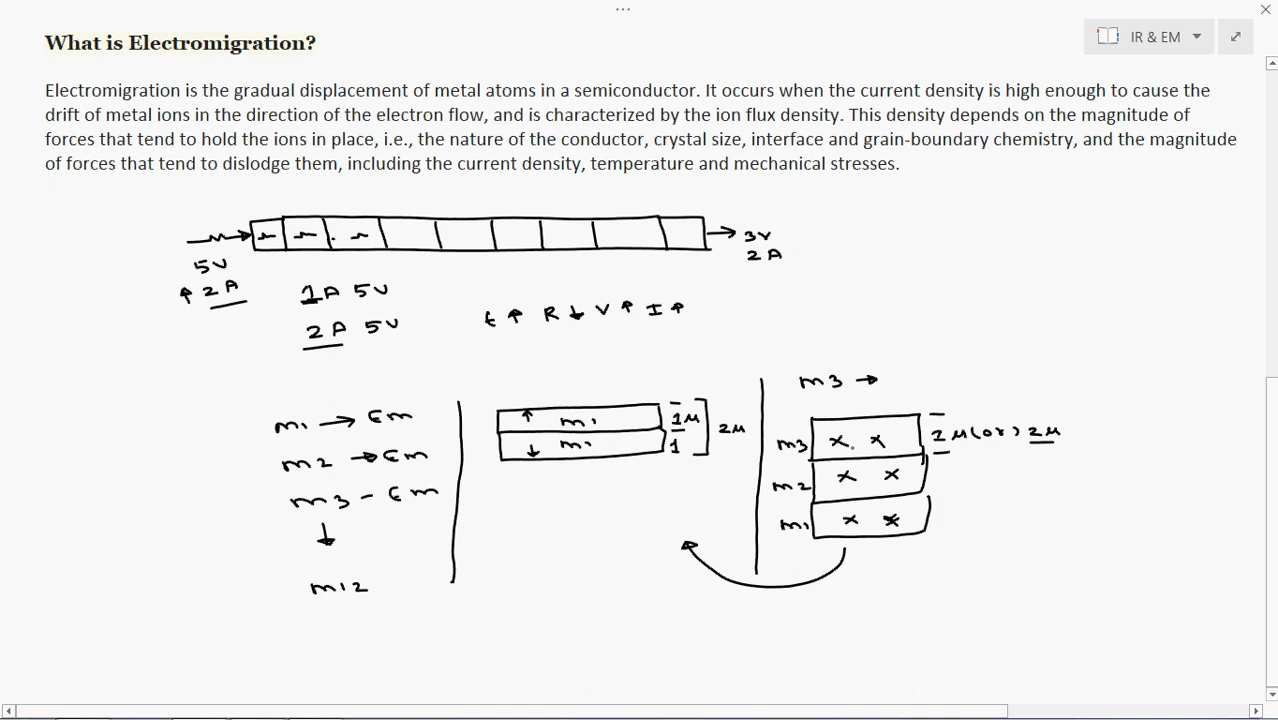 What is Electromigration?
IR & EM
Electromigration is the gradual displacement of metal atoms in a semiconductor. It occurs when the current density is high enough to cause the
drift of metal ions in the direction of the electron flow, and is characterized by the ion flux density. This density depends on the magnitude of
forces that tend to hold the ions in place, i.e., the nature of the conductor, crystal size, interface and grain-boundary chemistry, and the magnitude
of forces that tend to dislodge them, including the current density, temperature and mechanical stresses.
5V
↑ 2A
3V
2A
1A 5V
2A 5V
t ↑ R ↓ V ↑ I ↑
m1 → Em
m2 → Em
m3 - Em
↓
m12
↑ m1 1μ
↓ m1 1
2μ
m3 →
m3 x x 2μ(or) 2μ
m2 x x
m1 x x